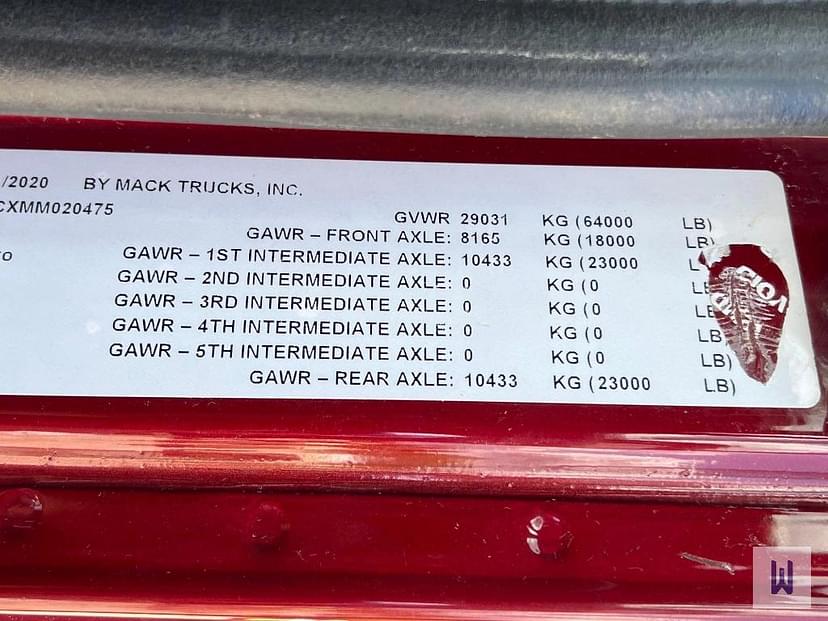 /2020 BY MACK TRUCKS, INC.
CXMM020475
GVWR 29031 KG (64000 LB)
GAWR – FRONT AXLE: 8165 KG (18000 LB)
GAWR – 1ST INTERMEDIATE AXLE: 10433 KG (23000
GAWR – 2ND INTERMEDIATE AXLE: 0 KG (0
GAWR – 3RD INTERMEDIATE AXLE: 0 KG (0
GAWR – 4TH INTERMEDIATE AXLE: 0 KG (0 LB
GAWR – 5TH INTERMEDIATE AXLE: 0 KG (0 LB)
GAWR – REAR AXLE: 10433 KG (23000 LB)
VOID
W